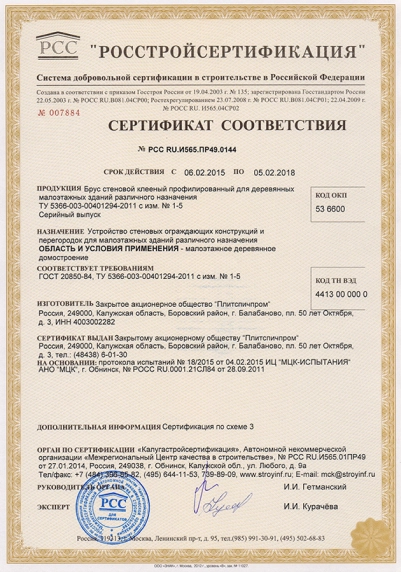 РСС
"РОССТРОЙСЕРТИФИКАЦИЯ"
Система добровольной сертификации в строительстве в Российской Федерации
Создана в соответствии с приказом Госстроя России от 19.04.2003 г. № 135; зарегистрирована Госстандартом России
22.05.2003 г. № РОСС RU.В081.04СР00; Ростехрегулированием 23.07.2008 г. № РОСС RU.В081.04СР01; 22.04.2009 г.
№ РОСС RU. И565.04СР02
№ 007884
СЕРТИФИКАТ СООТВЕТСТВИЯ
№ РСС RU.И565.ПР49.0144
СРОК ДЕЙСТВИЯ С 06.02.2015 ПО 05.02.2018
ПРОДУКЦИЯ Брус стеновой клееный профилированный для деревянных
малоэтажных зданий различного назначения
ТУ 5366-003-00401294-2011 с изм. № 1-5
Серийный выпуск
КОД ОКП
53 6600
НАЗНАЧЕНИЕ Устройство стеновых ограждающих конструкций и
перегородок для малоэтажных зданий различного назначения
ОБЛАСТЬ И УСЛОВИЯ ПРИМЕНЕНИЯ - малоэтажное деревянное
домостроение
СООТВЕТСТВУЕТ ТРЕБОВАНИЯМ
ГОСТ 20850-84, ТУ 5366-003-00401294-2011 с изм. № 1-5
КОД ТН ВЭД
4413 00 000 0
ИЗГОТОВИТЕЛЬ Закрытое акционерное общество "Плитспичпром"
Россия, 249000, Калужская область, Боровский район, г. Балабаново, пл. 50 лет Октября,
д. 3, ИНН 4003002282
СЕРТИФИКАТ ВЫДАН Закрытому акционерному обществу "Плитспичпром"
Россия, 249000, Калужская область, Боровский район, г. Балабаново, пл. 50 лет Октября,
д. 3, тел.: (48438) 6-01-30
НА ОСНОВАНИИ: протокола испытаний № 18/2015 от 04.02.2015 ИЦ "МЦК-ИСПЫТАНИЯ"
АНО "МЦК", г. Обнинск, № РОСС RU.0001.21СЛ84 от 28.09.2011
ДОПОЛНИТЕЛЬНАЯ ИНФОРМАЦИЯ Сертификация по схеме 3
ОРГАН ПО СЕРТИФИКАЦИИ «Калугастройсертификация», Автономной некоммерческой
организации «Межрегиональный Центр качества в строительстве», № РСС RU.И565.01ПР49
от 27.01.2014, Россия, 249038, г. Обнинск, Калужской обл., ул. Любого, д. 9а
Тел/факс: +7 (484) 396-85-82, (495) 644-11-53, 739-89-09, www.stroyinf.ru; E-mail: mck@stroyinf.ru
РУКОВОДИТЕЛЬ ОРГАНА И.И. Гетманский
ЭКСПЕРТ И.И. Курачёва
РСС
ДЛЯ
СЕРТИФИКАТОВ
Россия, 119313, Москва, Ленинский пр-т, д. 95, тел.(985) 991-30-91, (495) 502-68-83